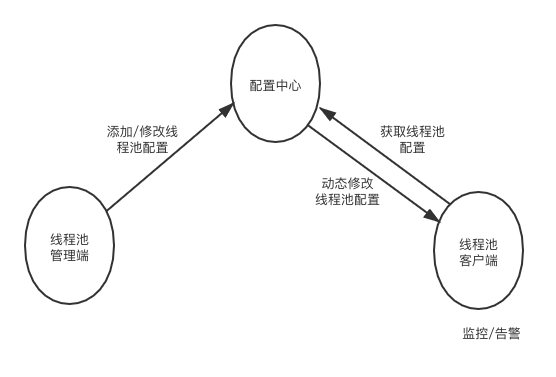 配置中心
添加/修改线
程池配置
获取线程池
配置
动态修改
线程池配置
线程池
管理端
线程池
客户端
监控/告警